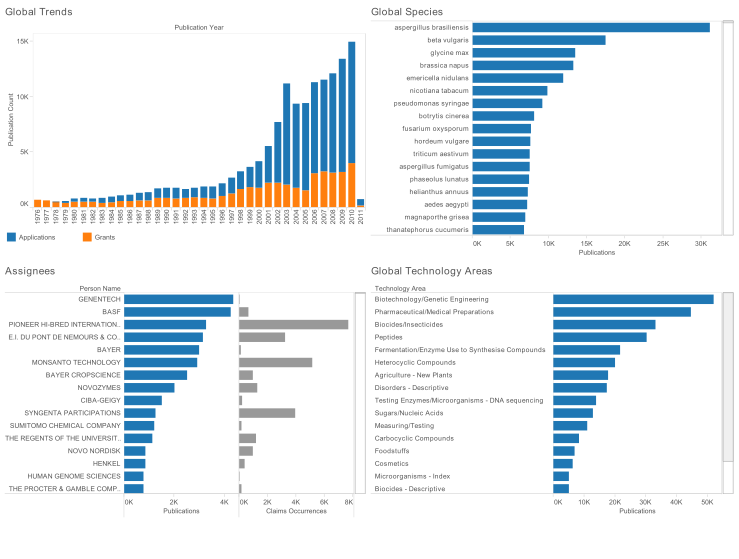 Global Trends
Publication Year
Publication Count
15K
10K
5K
0K
1976
1977
1978
1979
1980
1981
1982
1983
1984
1985
1986
1987
1988
1989
1990
1991
1992
1993
1994
1995
1996
1997
1998
1999
2000
2001
2002
2003
2004
2005
2006
2007
2008
2009
2010
2011
Applications
Grants
Global Species
aspergillus brasiliensis
beta vulgaris
glycine max
brassica napus
emericella nidulans
nicotiana tabacum
pseudomonas syringae
botrytis cinerea
fusarium oxysporum
hordeum vulgare
triticum aestivum
aspergillus fumigatus
phaseolus lunatus
helianthus annuus
aedes aegypti
magnaporthe grisea
thanatephorus cucumeris
0K 5K 10K 15K 20K 25K 30K
Publications
Assignees
Person Name
GENENTECH
BASF
PIONEER HI-BRED INTERNATION..
E.I. DU PONT DE NEMOURS & CO..
BAYER
MONSANTO TECHNOLOGY
BAYER CROPSCIENCE
NOVOZYMES
CIBA-GEIGY
SYNGENTA PARTICIPATIONS
SUMITOMO CHEMICAL COMPANY
THE REGENTS OF THE UNIVERSIT..
NOVO NORDISK
HENKEL
HUMAN GENOME SCIENCES
THE PROCTER & GAMBLE COMP..
0K 2K 4K
Publications
0K 2K 4K 6K 8K
Claims Occurrences
Global Technology Areas
Technology Area
Biotechnology/Genetic Engineering
Pharmaceutical/Medical Preparations
Biocides/Insecticides
Peptides
Fermentation/Enzyme Use to Synthesise Compounds
Heterocyclic Compounds
Agriculture - New Plants
Disorders - Descriptive
Testing Enzymes/Microorganisms - DNA sequencing
Sugars/Nucleic Acids
Measuring/Testing
Carbocyclic Compounds
Foodstuffs
Cosmetics
Microorganisms - Index
Biocides - Descriptive
0K 10K 20K 30K 40K 50K
Publications